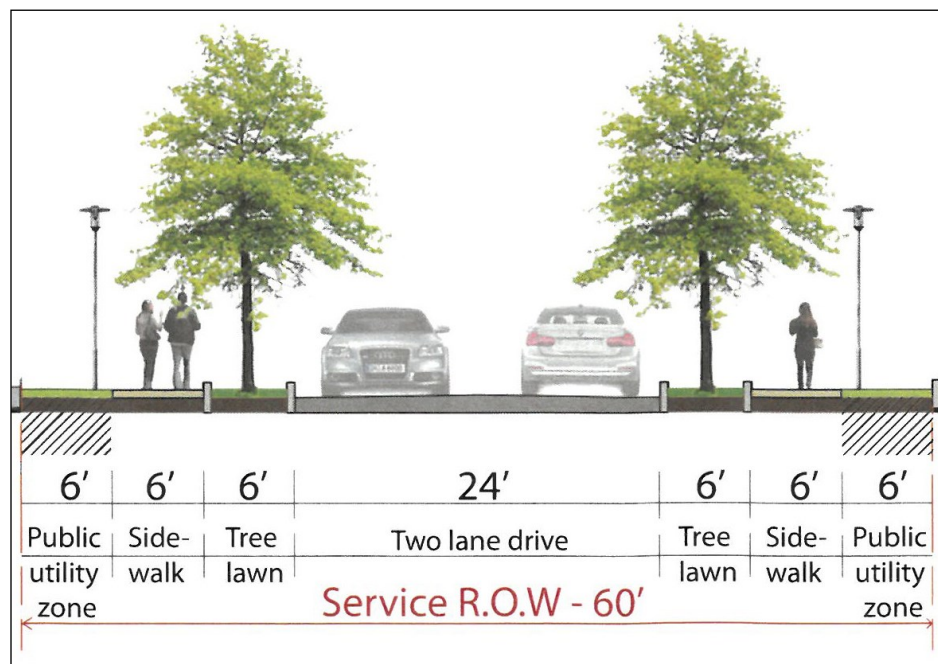 6’ 6’ 6’ 24’ 6’ 6’ 6’
Public Side- Tree Two lane drive Tree Side- Public
utility walk lawn lawn walk utility
zone zone
Service R.O.W - 60’